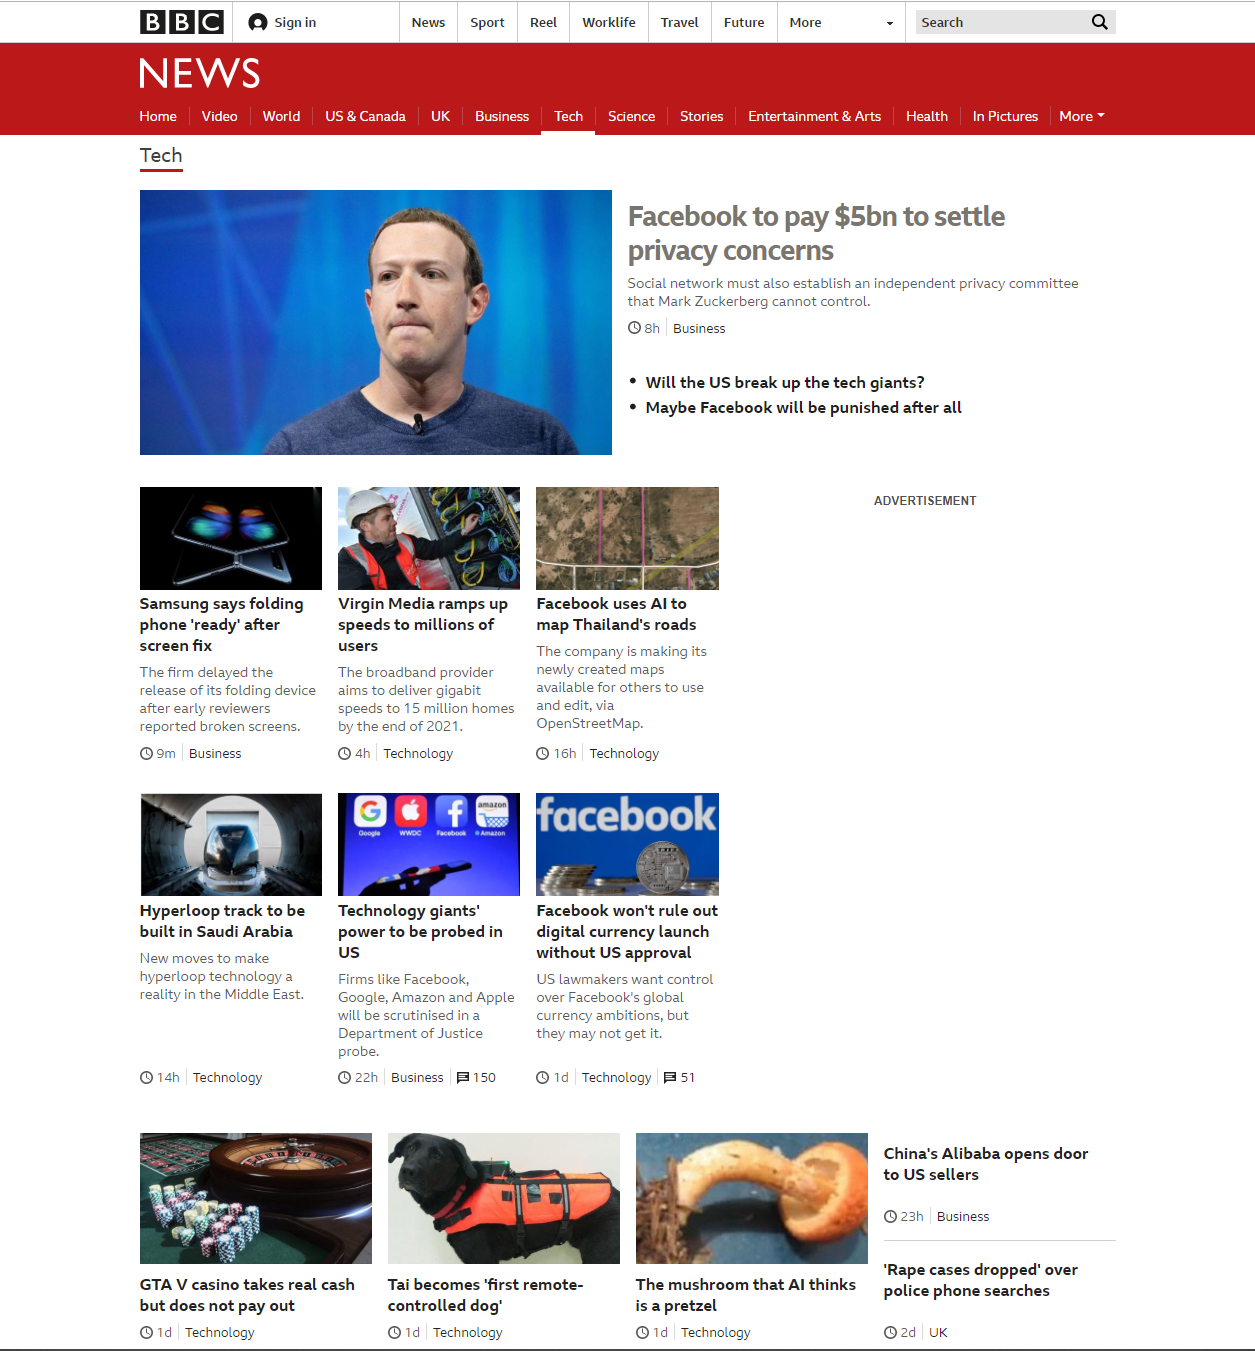 BBC
Sign in
News
Sport
Reel
Worklife
Travel
Future
More
Search
NEWS
Home
Video
World
US & Canada
UK
Business
Tech
Science
Stories
Entertainment & Arts
Health
In Pictures
More
Tech
Facebook to pay $5bn to settle
privacy concerns
Social network must also establish an independent privacy committee
that Mark Zuckerberg cannot control.
8h
Business
• Will the US break up the tech giants?
• Maybe Facebook will be punished after all
ADVERTISEMENT
Samsung says folding
phone 'ready' after
screen fix
The firm delayed the
release of its folding device
after early reviewers
reported broken screens.
9m
Business
Virgin Media ramps up
speeds to millions of
users
The broadband provider
aims to deliver gigabit
speeds to 15 million homes
by the end of 2021.
4h
Technology
Facebook uses AI to
map Thailand's roads
The company is making its
newly created maps
available for others to use
and edit, via
OpenStreetMap.
16h
Technology
Hyperloop track to be
built in Saudi Arabia
New moves to make
hyperloop technology a
reality in the Middle East.
14h
Technology
amazon
Google
WWDC
Facebook
Amazon
Technology giants'
power to be probed in
US
Firms like Facebook,
Google, Amazon and Apple
will be scrutinised in a
Department of Justice
probe.
22h
Business
150
facebook
Facebook won't rule out
digital currency launch
without US approval
US lawmakers want control
over Facebook's global
currency ambitions, but
they may not get it.
1d
Technology
51
GTA V casino takes real cash
but does not pay out
1d
Technology
Tai becomes 'first remote-
controlled dog'
1d
Technology
The mushroom that AI thinks
is a pretzel
1d
Technology
China's Alibaba opens door
to US sellers
23h
Business
'Rape cases dropped' over
police phone searches
2d
UK